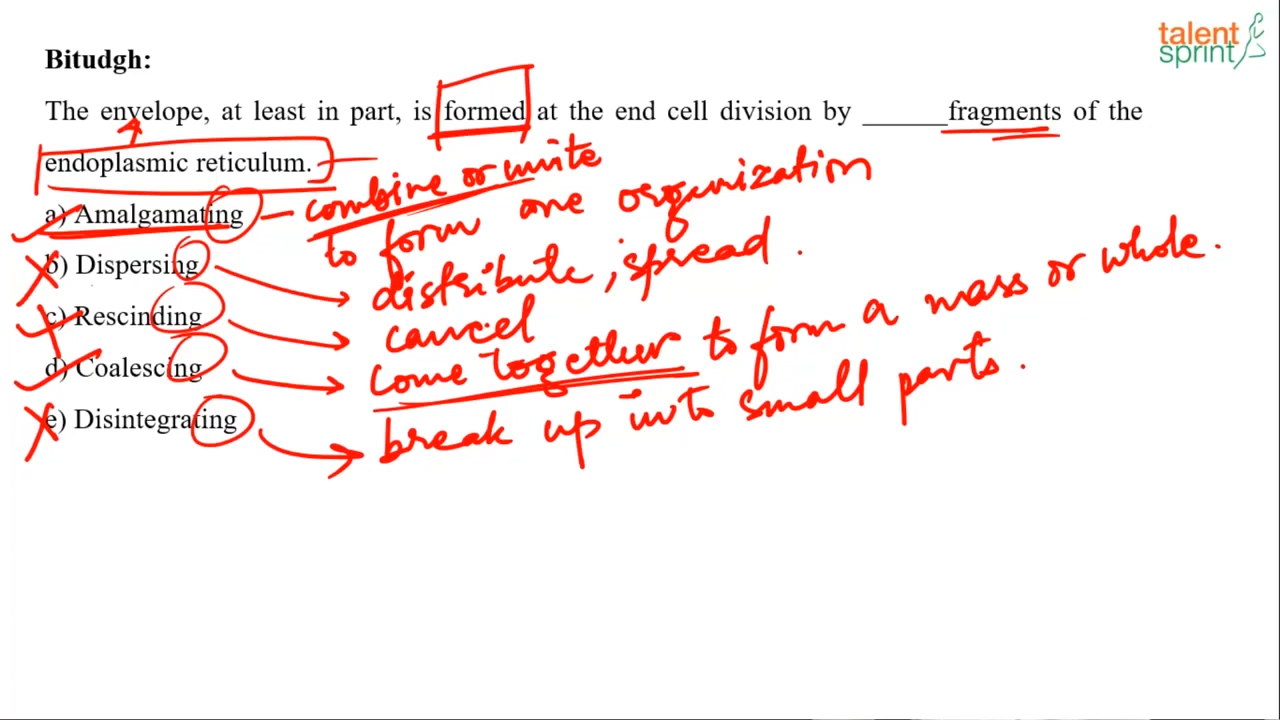 talent
sprint
Bitudgh:
The envelope, at least in part, is formed at the end cell division by ______fragments of the
endoplasmic reticulum.
a) Amalgamating
combine or unite
to form one organization
b) Dispersing
distribute, spread.
c) Rescinding
cancel
d) Coalescing
come together to form a mass or whole.
e) Disintegrating
break up into small parts.